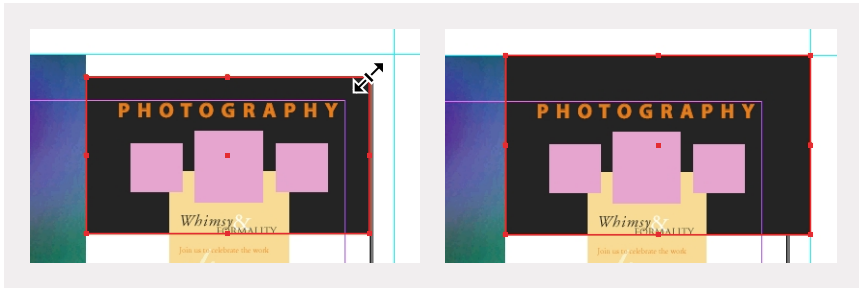 PHOTOGRAPHY
Whimsy &
FORMALITY
Join us to celebrate the work
PHOTOGRAPHY
Whimsy &
FORMALITY
Join us to celebrate the work